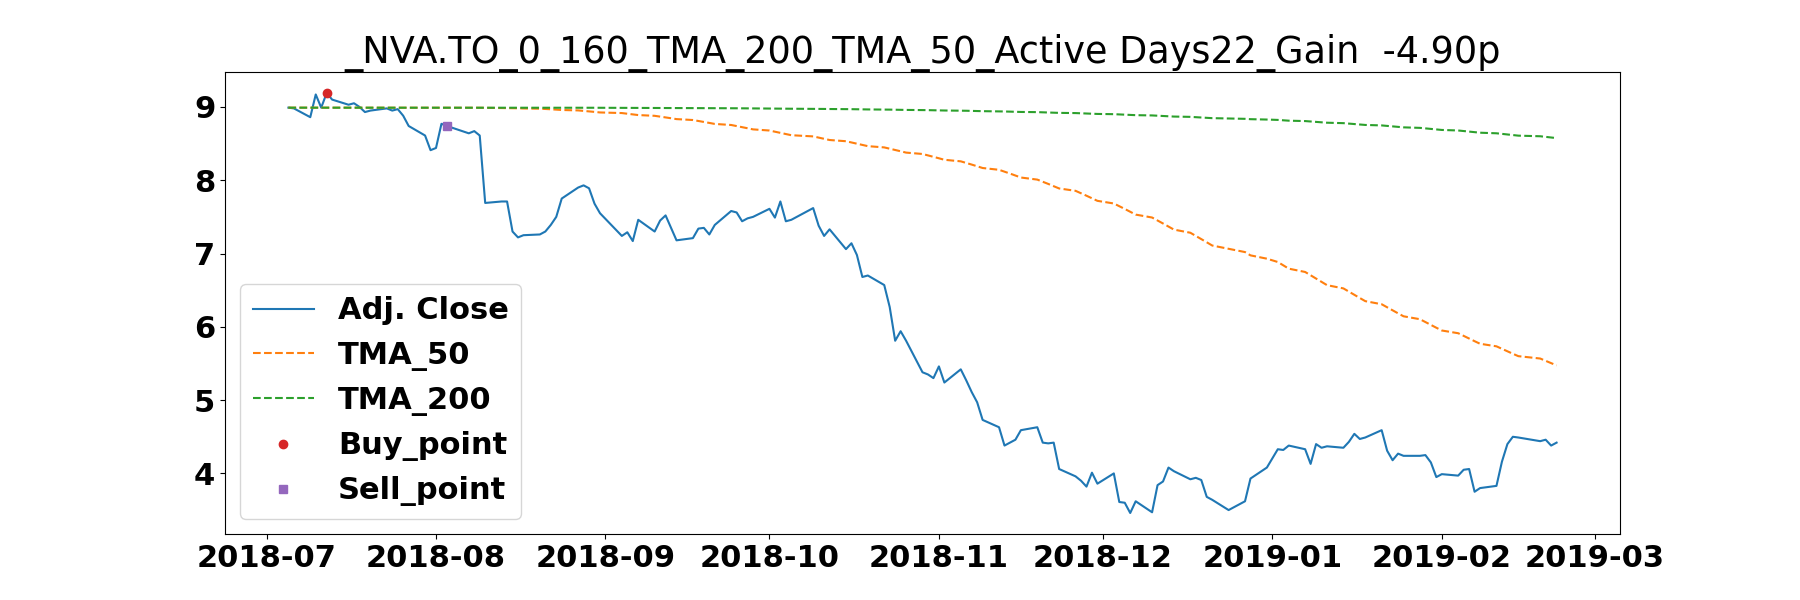 _NVA.TO_0_160_TMA_200_TMA_50_Active Days22_Gain  -4.90p
9
8
7
6
5
4
Adj. Close
TMA_50
TMA_200
Buy_point
Sell_point
2018-07 2018-08 2018-09 2018-10 2018-11 2018-12 2019-01 2019-02 2019-03